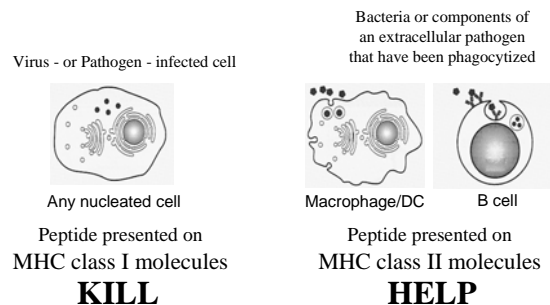 Virus - or Pathogen - infected cell
Any nucleated cell
Peptide presented on
MHC class I molecules
KILL
Bacteria or components of
an extracellular pathogen
that have been phagocytized
Macrophage/DC
B cell
Peptide presented on
MHC class II molecules
HELP